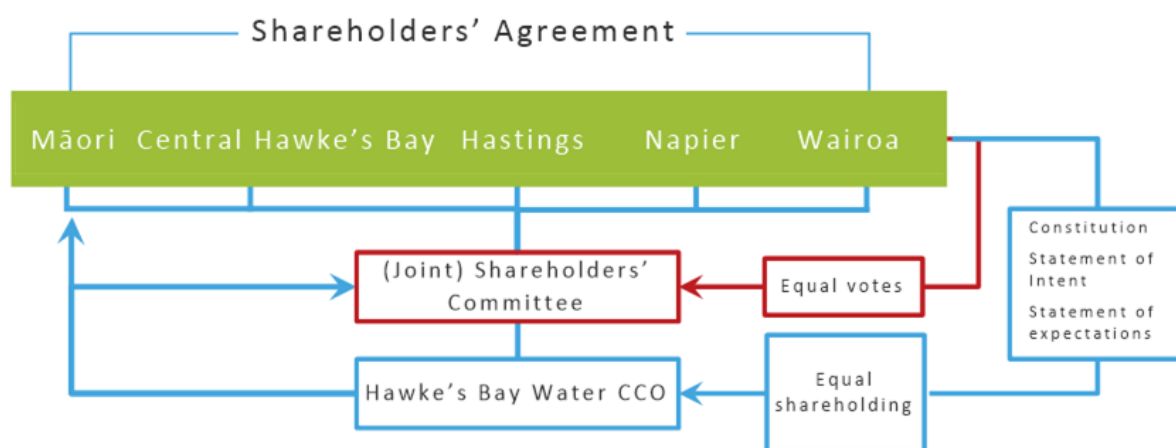 Shareholders’ Agreement
Māori Central Hawke’s Bay Hastings Napier Wairoa
(Joint) Shareholders’
Committee
Equal votes
Constitution
Statement of
Intent
Statement of
expectations
Hawke’s Bay Water CCO
Equal
shareholding